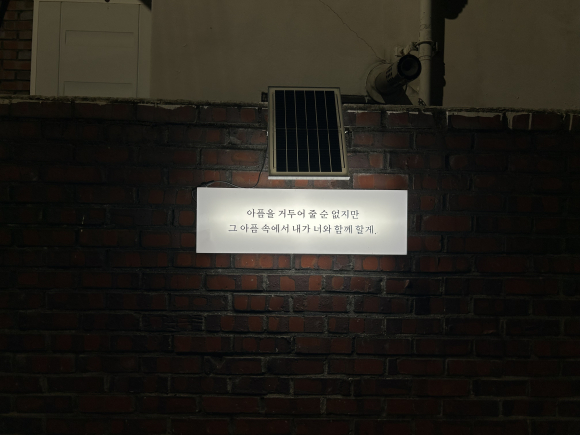 아픔을 거두어 줄 순 없지만
그 아픔 속에서 내가 너와 함께 할게.